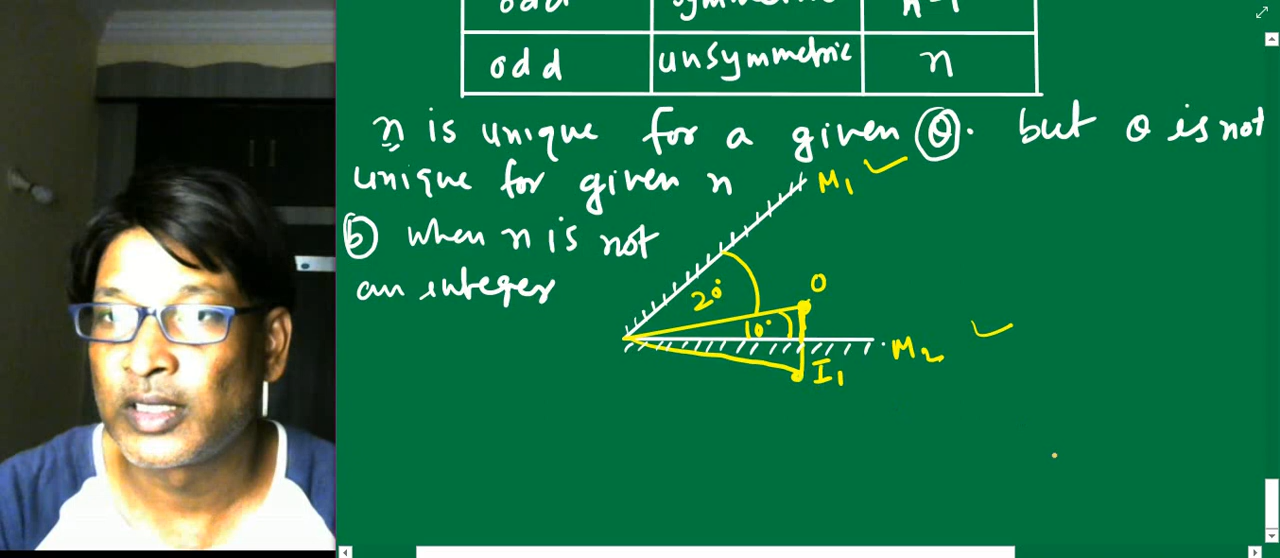 odd
odd unsymmetric n
n is unique for a given θ. but θ is not
unique for given n
M1
b when n is not
an integer
20°
O
10°
M2
I1